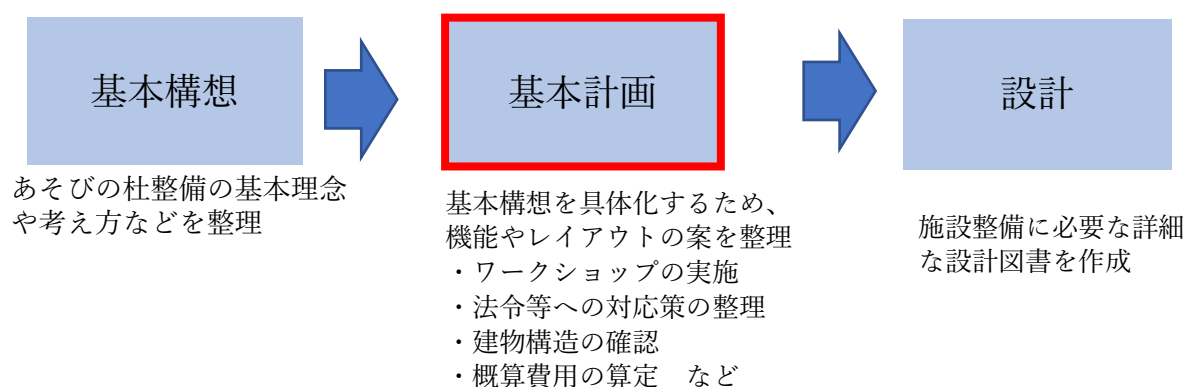 基本構想
あそびの杜整備の基本理念
や考え方などを整理
基本計画
基本構想を具体化するため、
機能やレイアウトの案を整理
・ワークショップの実施
・法令等への対応策の整理
・建物構造の確認
・概算費用の算定　など
設計
施設整備に必要な詳細
な設計図書を作成